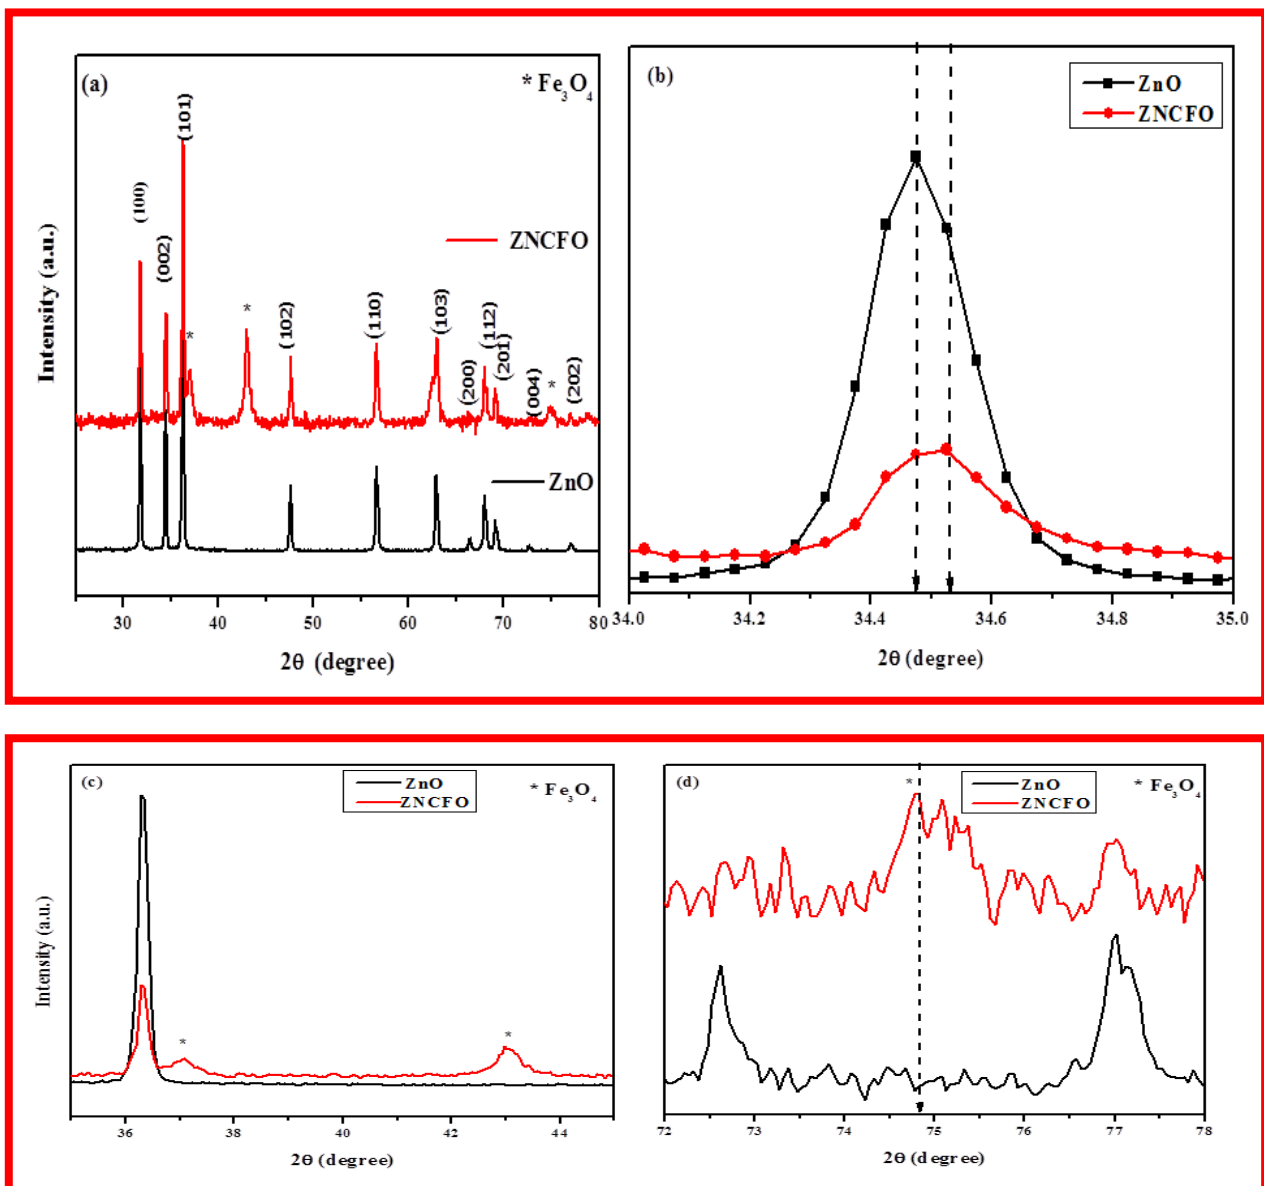 (a)
* Fe3O4
(100)
(002)
(101)
*
*
(102)
(110)
(103)
(200)
(112)
(201)
(004)
*
(202)
ZNCFO
ZnO
Intensity (a.u.)
30 40 50 60 70 80
2θ (degree)
(b)
ZnO
ZNCFO
34.0 34.2 34.4 34.6 34.8 35.0
2θ (degree)
(c)
ZnO
ZNCFO
* Fe3O4
*
*
Intensity (a.u.)
36 38 40 42 44
2θ (degree)
(d)
*
ZnO
ZNCFO
* Fe3O4
72 73 74 75 76 77 78
2θ (degree)